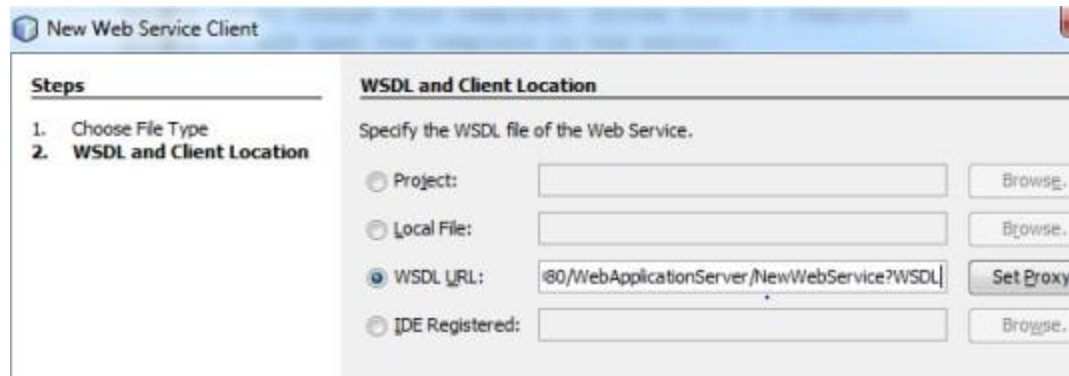 New Web Service Client
Steps
1. Choose File Type
2. WSDL and Client Location
WSDL and Client Location
Specify the WSDL file of the Web Service.
Project: Browse.
Local File: Browse.
WSDL URL: 80/WebApplicationServer/NewWebService?WSDL Set Proxy
IDE Registered: Browse.